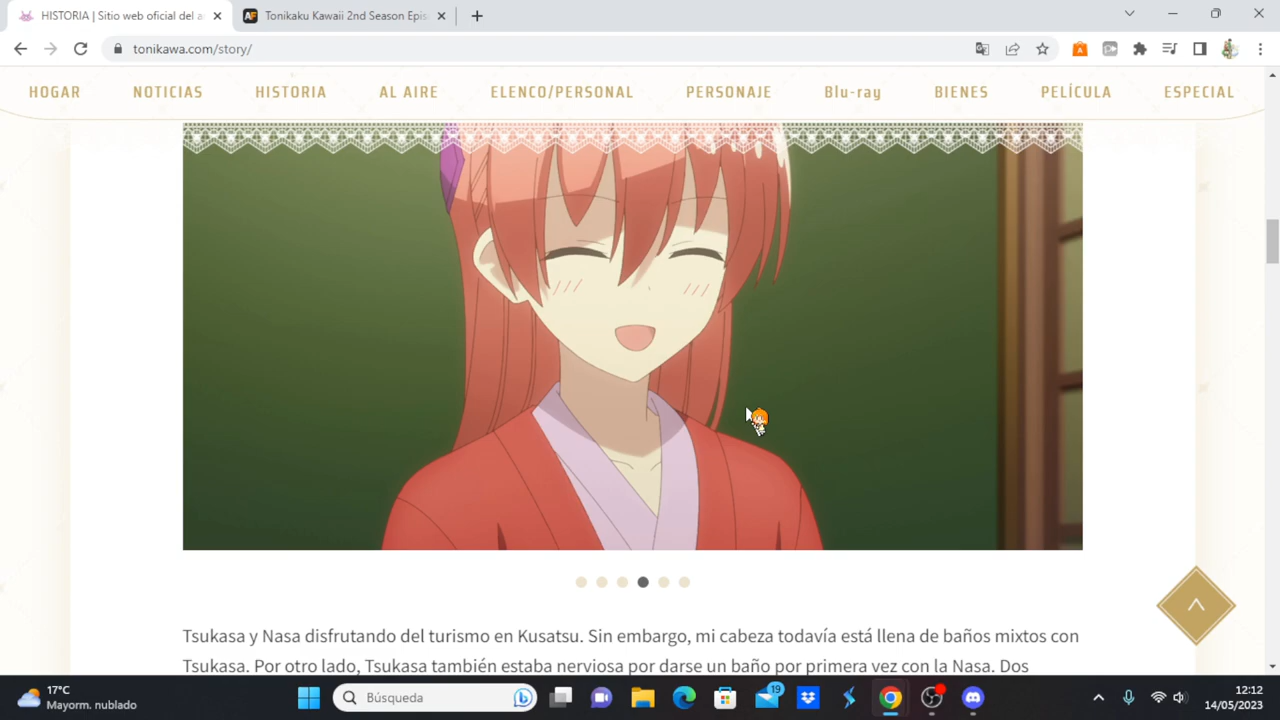 HISTORIA | Sitio web oficial del a
Tonikaku Kawaii 2nd Season Epis
tonikawa.com/story/
HOGAR NOTICIAS HISTORIA AL AIRE ELENCO/PERSONAL PERSONAJE Blu-ray BIENES PELÍCULA ESPECIAL
Tsukasa y Nasa disfrutando del turismo en Kusatsu. Sin embargo, mi cabeza todavía está llena de baños mixtos con
Tsukasa. Por otro lado, Tsukasa también estaba nerviosa por darse un baño por primera vez con la Nasa. Dos
17°C
Mayorm. nublado
Búsqueda
19
12:12
14/05/2023